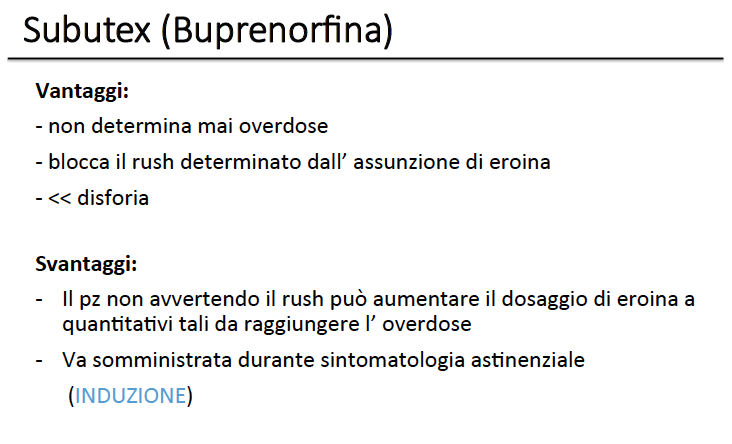 Subutex (Buprenorfina)
Vantaggi:
- non determina mai overdose
- blocca il rush determinato dall’ assunzione di eroina
- << disforia
Svantaggi:
- Il pz non avvertendo il rush può aumentare il dosaggio di eroina a
quantitativi tali da raggiungere l’ overdose
- Va somministrata durante sintomatologia astinenziale
(INDUZIONE)